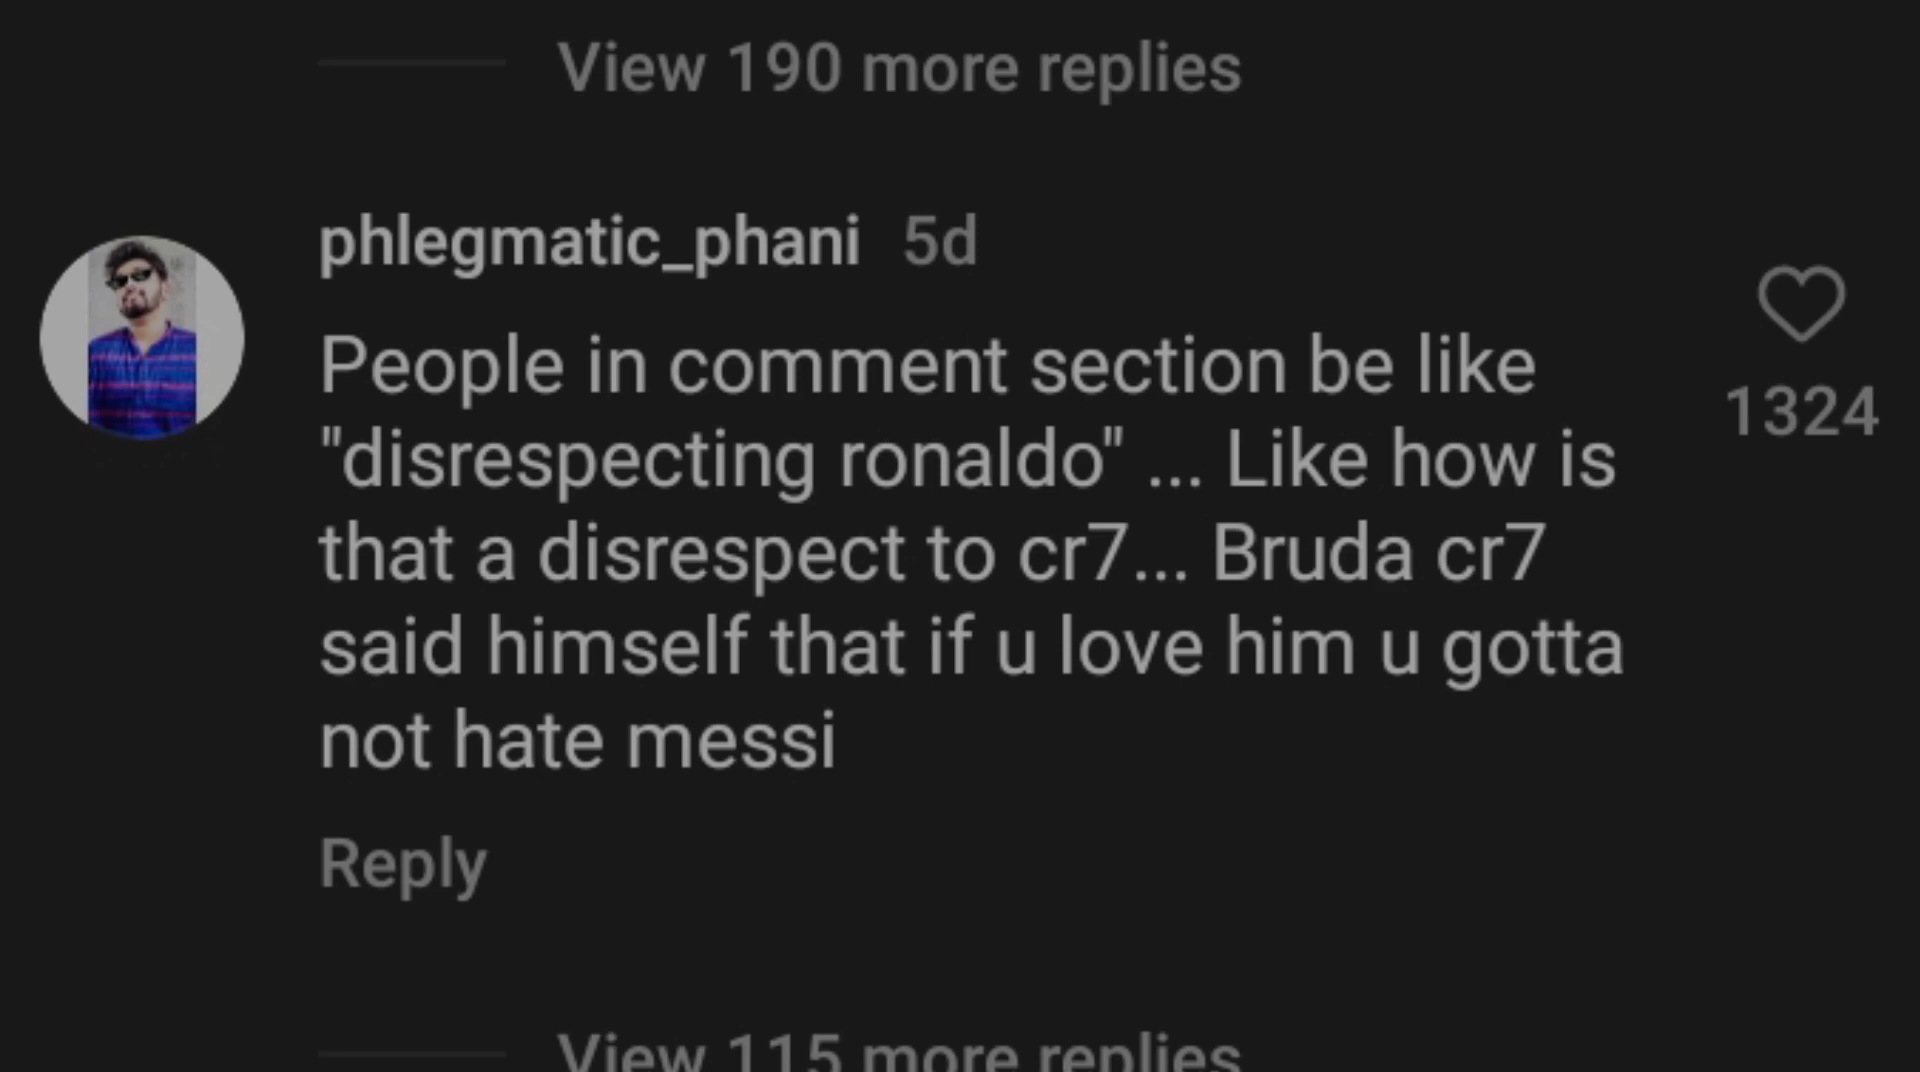 View 190 more replies
phlegmatic_phani 5d
People in comment section be like
"disrespecting ronaldo" ... Like how is
that a disrespect to cr7... Bruda cr7
said himself that if u love him u gotta
not hate messi
1324
Reply
View 115 more replies